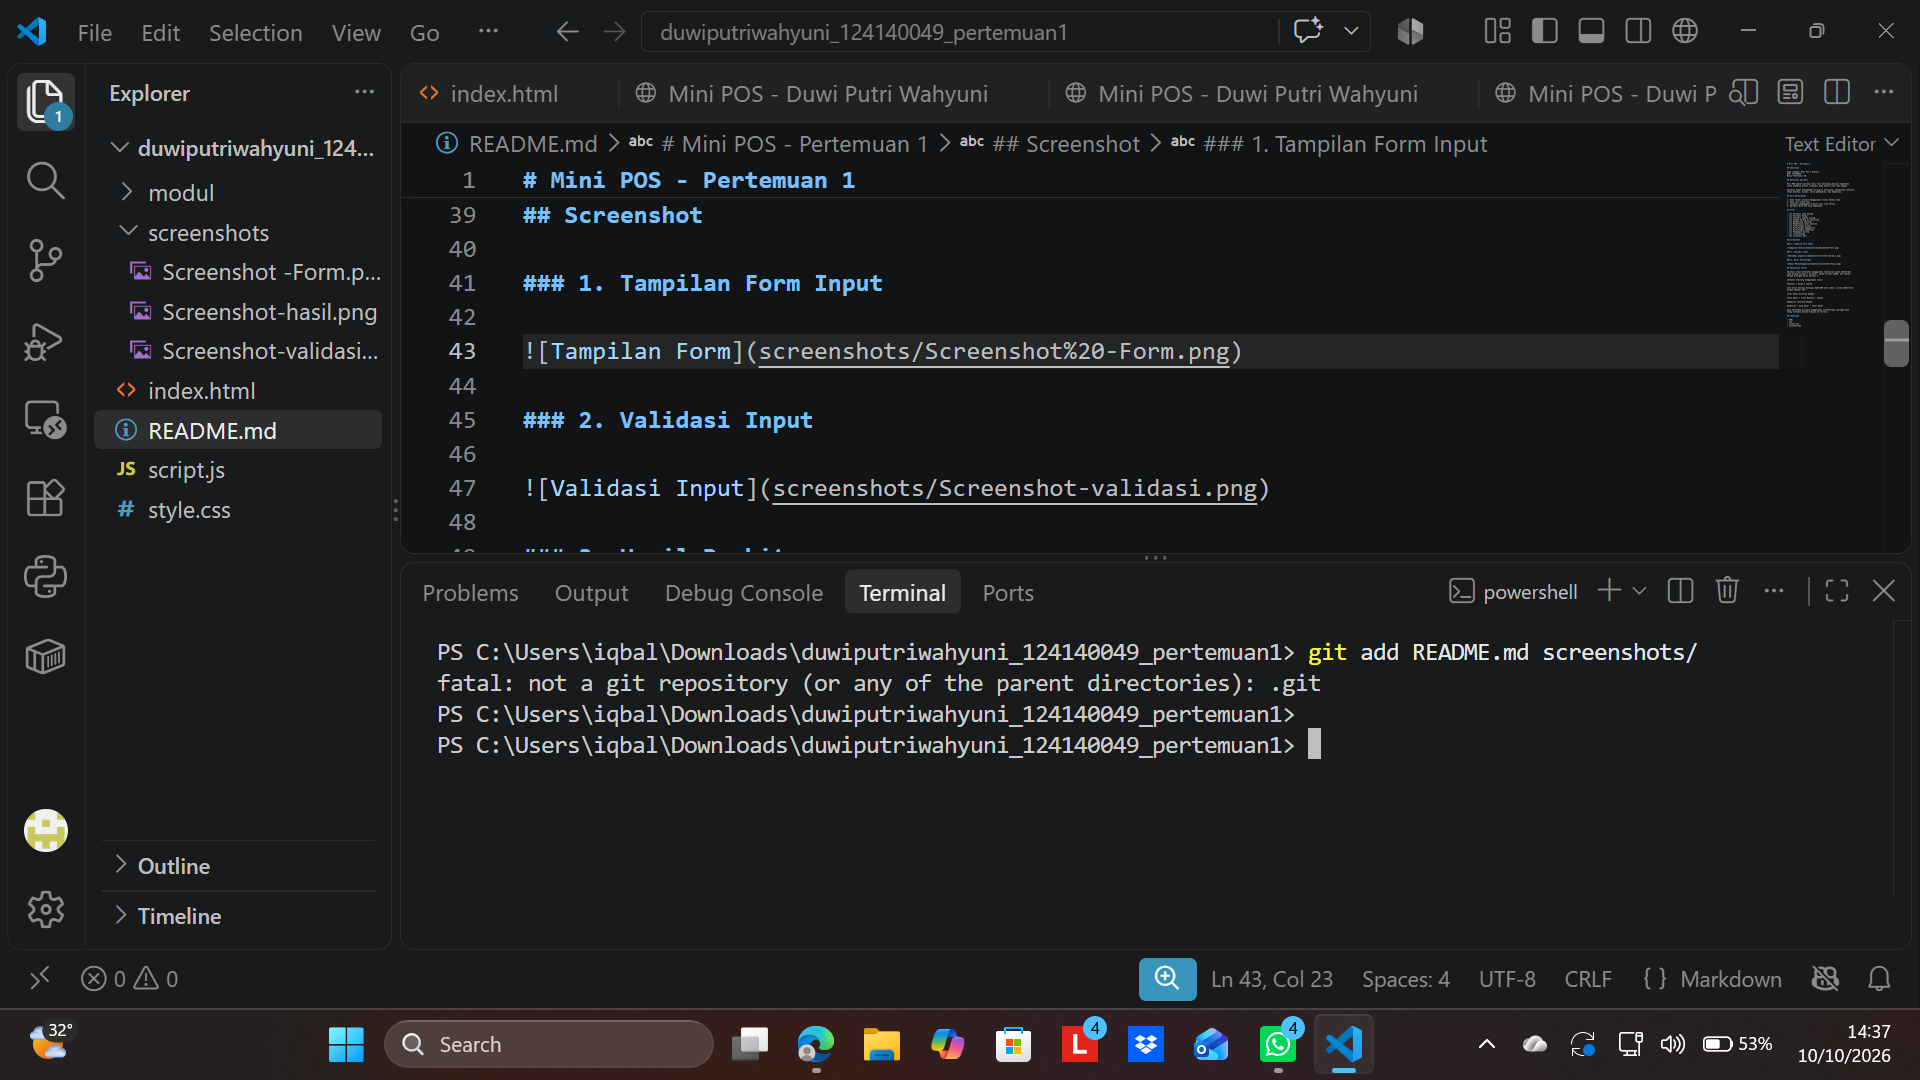 File Edit Selection View Go ···
duwiputriwahyuni_124140049_pertemuan1
1
Explorer ···
duwiputriwahyuni_124...
modul
screenshots
Screenshot -Form.p...
Screenshot-hasil.png
Screenshot-validasi...
index.html
README.md
JS script.js
# style.css
Outline
Timeline
index.html
Mini POS - Duwi Putri Wahyuni
Mini POS - Duwi Putri Wahyuni
Mini POS - Duwi P
README.md > abc # Mini POS - Pertemuan 1 > abc ## Screenshot > abc ### 1. Tampilan Form Input
Text Editor
1 # Mini POS - Pertemuan 1
39 ## Screenshot
40
41 ### 1. Tampilan Form Input
42
43 ![Tampilan Form](screenshots/Screenshot%20-Form.png)
44
45 ### 2. Validasi Input
46
47 ![Validasi Input](screenshots/Screenshot-validasi.png)
48
Problems Output Debug Console Terminal Ports
powershell
PS C:\Users\iqbal\Downloads\duwiputriwahyuni_124140049_pertemuan1> git add README.md screenshots/
fatal: not a git repository (or any of the parent directories): .git
PS C:\Users\iqbal\Downloads\duwiputriwahyuni_124140049_pertemuan1>
PS C:\Users\iqbal\Downloads\duwiputriwahyuni_124140049_pertemuan1>
0 0
Ln 43, Col 23 Spaces: 4 UTF-8 CRLF { } Markdown
32°
Search
L 4
4
53%
14:37
10/10/2026